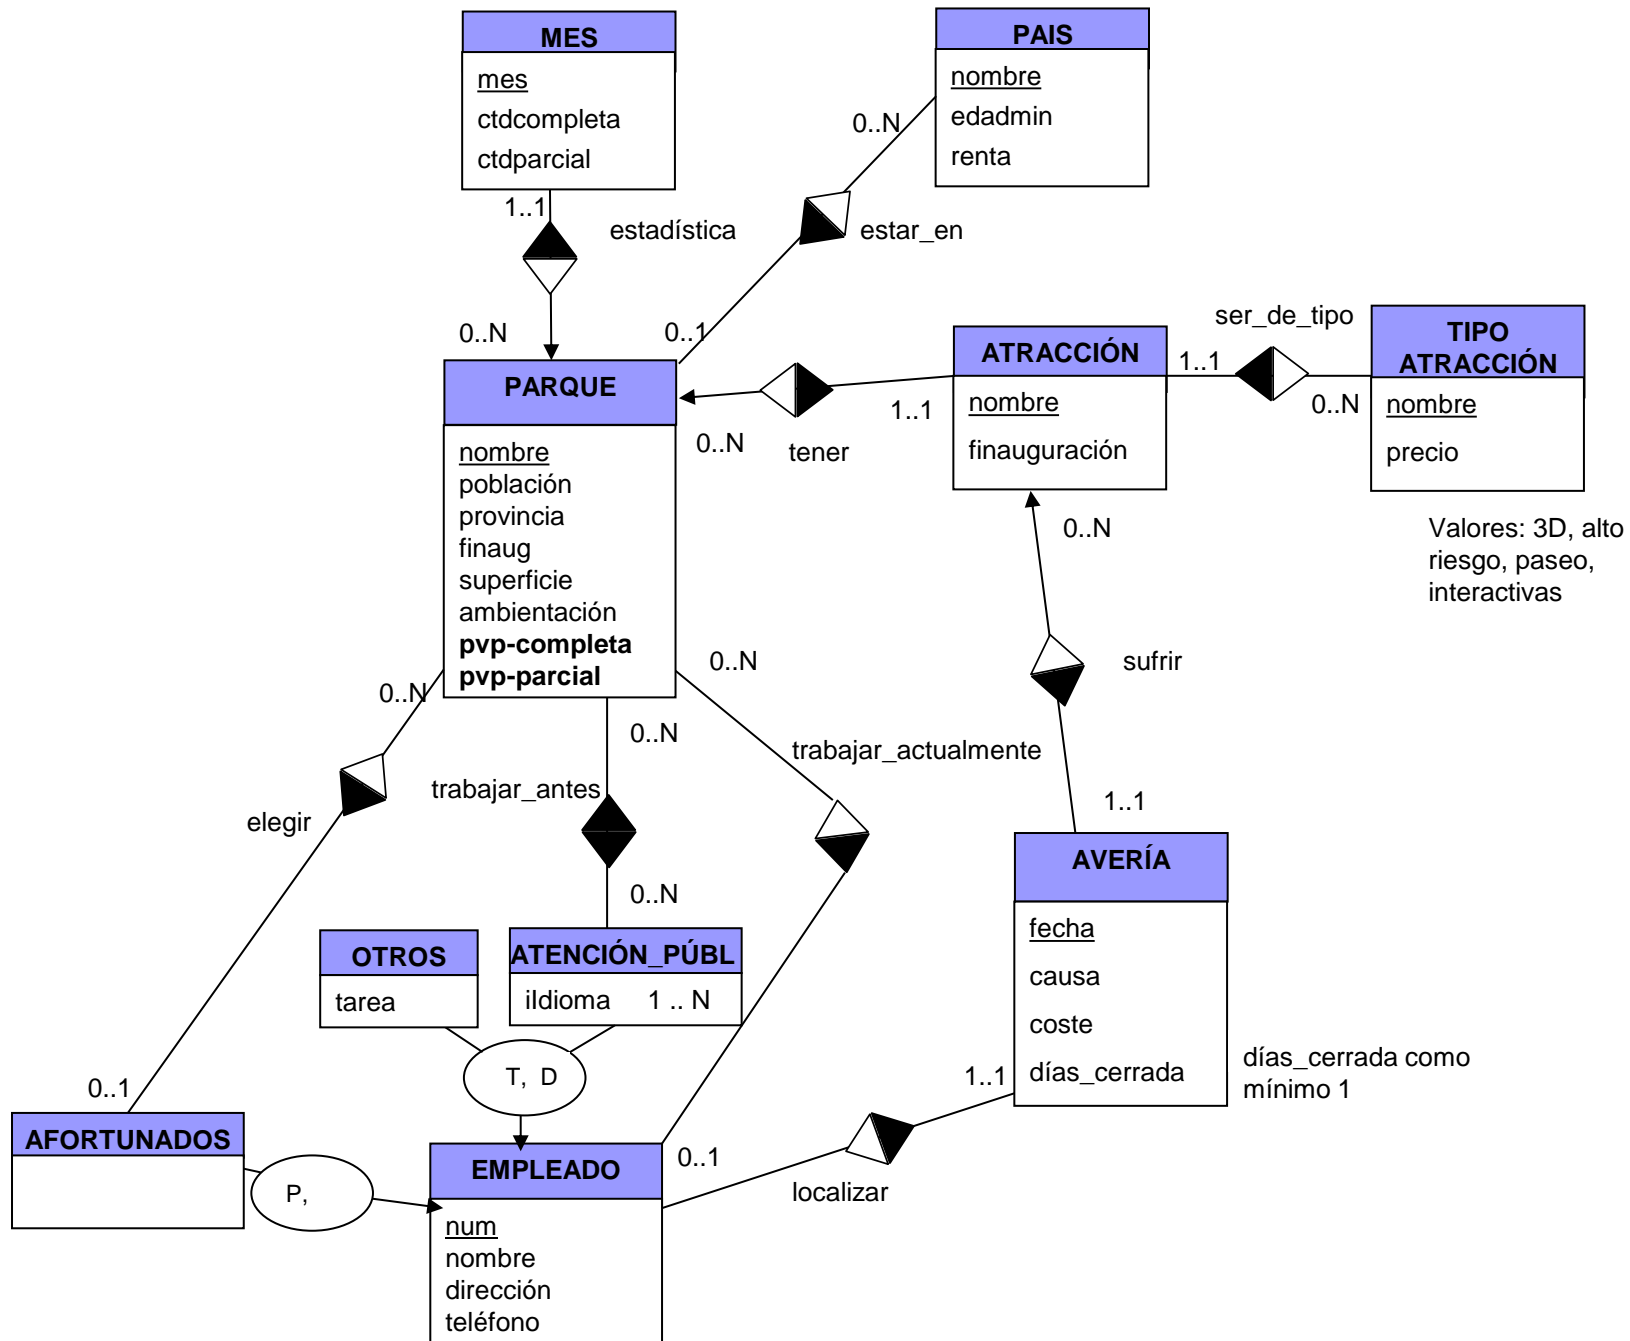 MES
mes
ctdcompleta
ctdparcial
PAIS
nombre
edadmin
renta
0..N
1..1
estadística
estar_en
0..N
0..1
ser_de_tipo
TIPO
ATRACCIÓN
nombre
precio
ATRACCIÓN
nombre
finauguración
1..1
0..N
1..1
0..N
tener
PARQUE
nombre
población
provincia
finaug
superficie
ambientación
pvp-completa
pvp-parcial
Valores: 3D, alto
riesgo, paseo,
interactivas
0..N
sufrir
0..N
0..N
0..N
trabajar_actualmente
trabajar_antes
elegir
1..1
AVERÍA
fecha
causa
coste
días_cerrada
días_cerrada como
mínimo 1
0..N
OTROS
tarea
ATENCIÓN_PÚBL
iIdioma 1 .. N
T, D
0..1
1..1
AFORTUNADOS
P,
0..1
localizar
EMPLEADO
num
nombre
dirección
teléfono